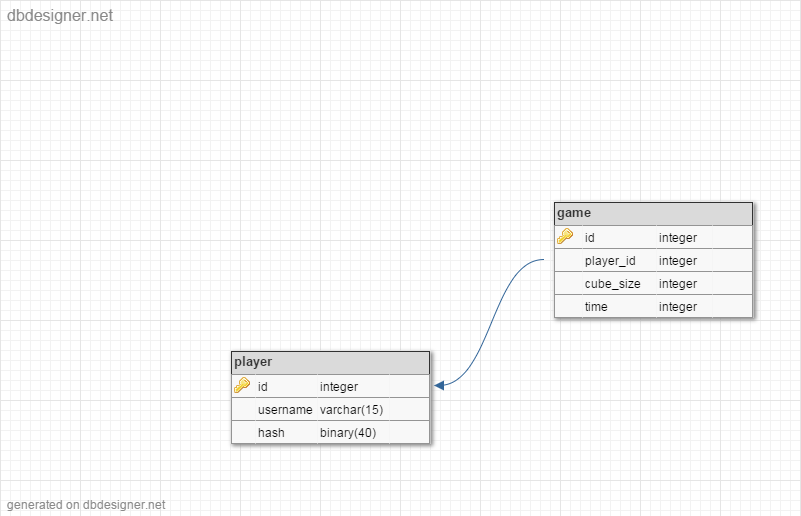 dbdesigner.net
game
id integer
player_id integer
cube_size integer
time integer
player
id integer
username varchar(15)
hash binary(40)
generated on dbdesigner.net